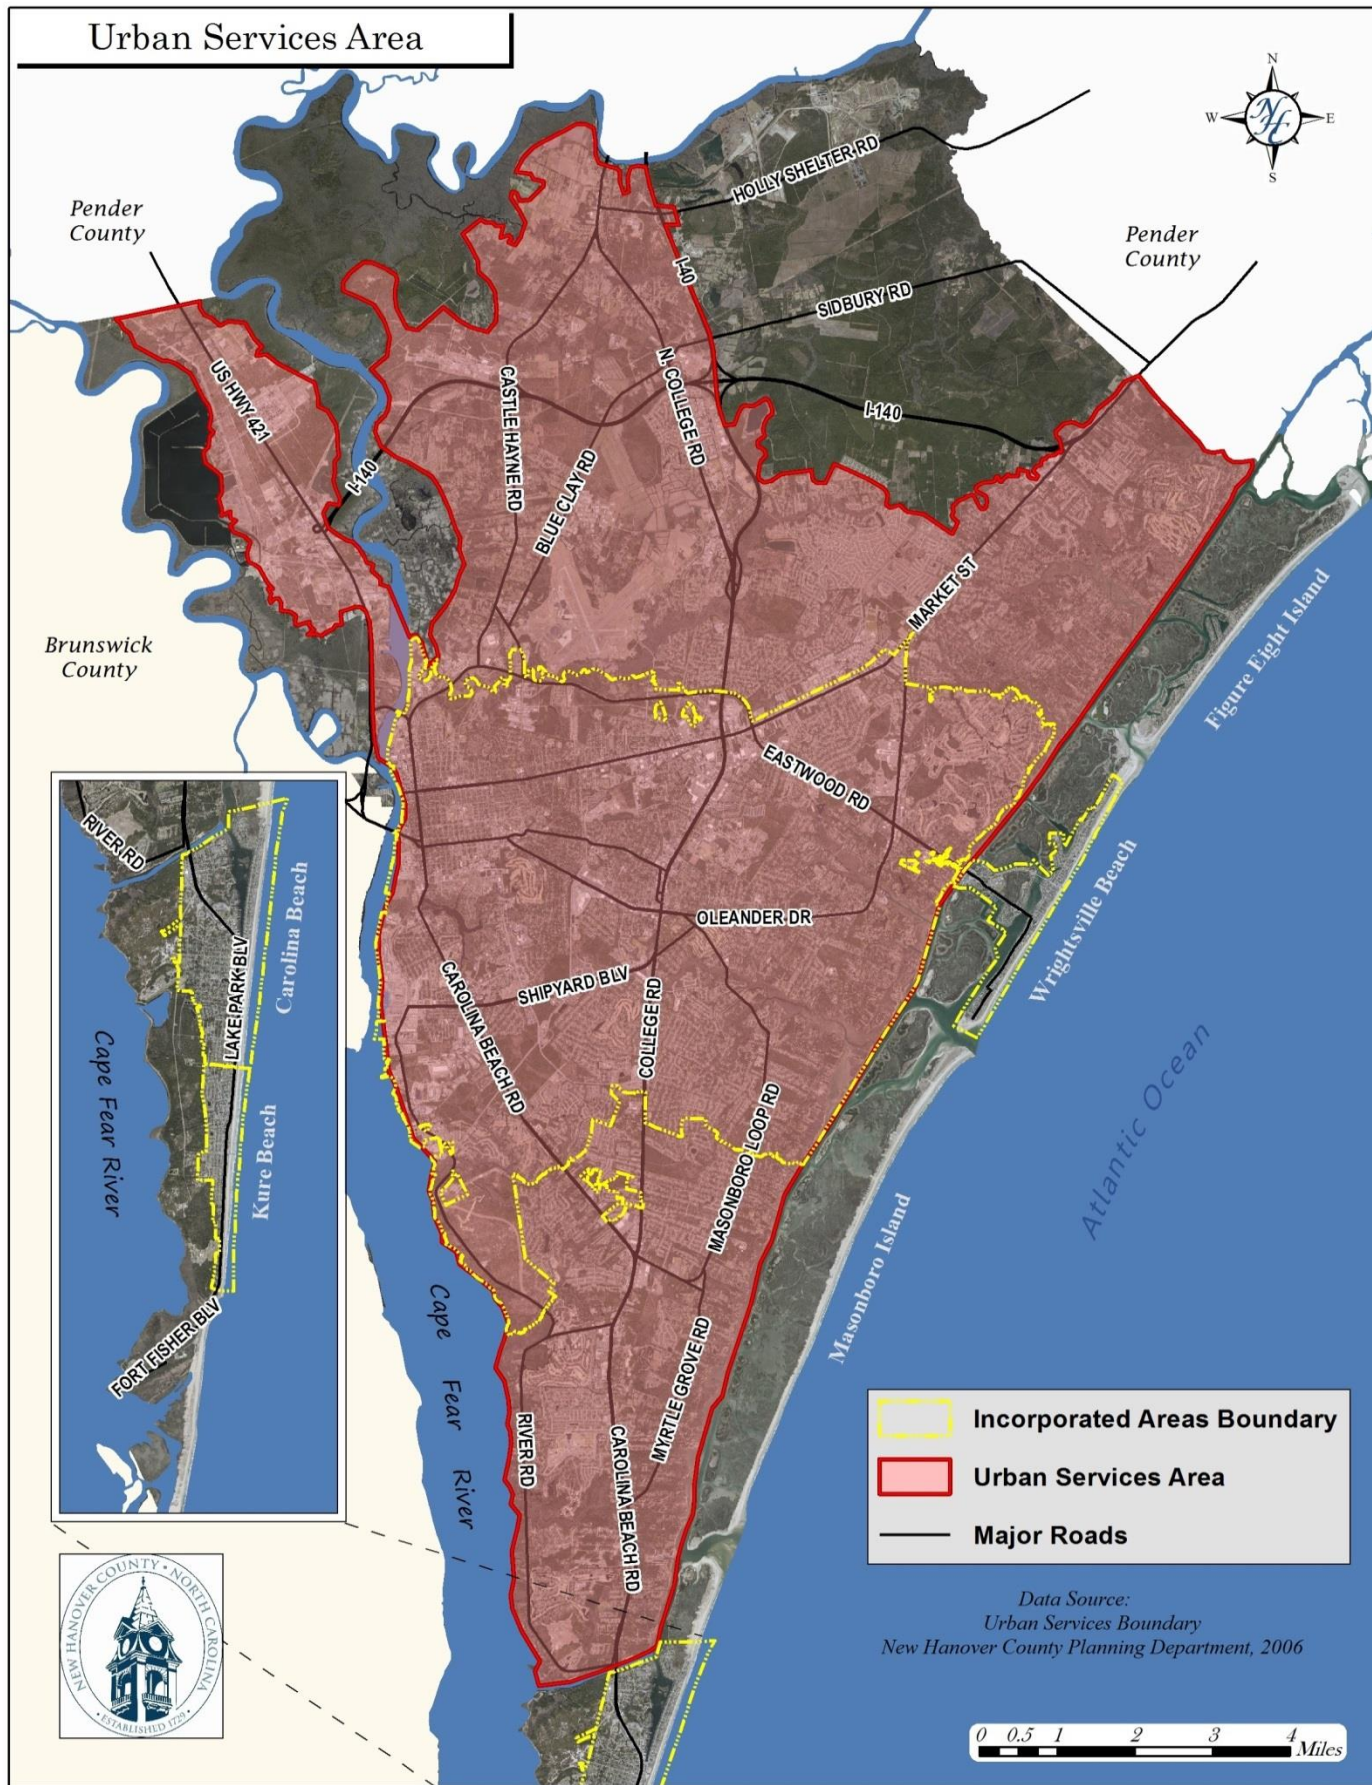 Urban Services Area
N
W
E
S
NH
Pender
County
Pender
County
HOLLY SHELTER RD
I-40
SIDBURY RD
US HWY 421
CASTLE HAYNE RD
N. COLLEGE RD
I-140
I-140
BLUE CLAY RD
MARKET ST
Brunswick
County
Figure Eight Island
EASTWOOD RD
RIVER RD
Carolina Beach
LAKE PARK BLV
Wrightsville Beach
OLEANDER DR
SHIPYARD BLV
CAROLINA BEACH RD
COLLEGE RD
Cape Fear River
Kure Beach
Atlantic Ocean
MASONBORO LOOP RD
Masonboro Island
FORT FISHER BLV
Cape Fear River
MYRTLE GROVE RD
RIVER RD
CAROLINA BEACH RD
Incorporated Areas Boundary
Urban Services Area
Major Roads
NEW HANOVER COUNTY • NORTH CAROLINA
• ESTABLISHED 1729 •
Data Source:
Urban Services Boundary
New Hanover County Planning Department, 2006
0 0.5 1 2 3 4
Miles